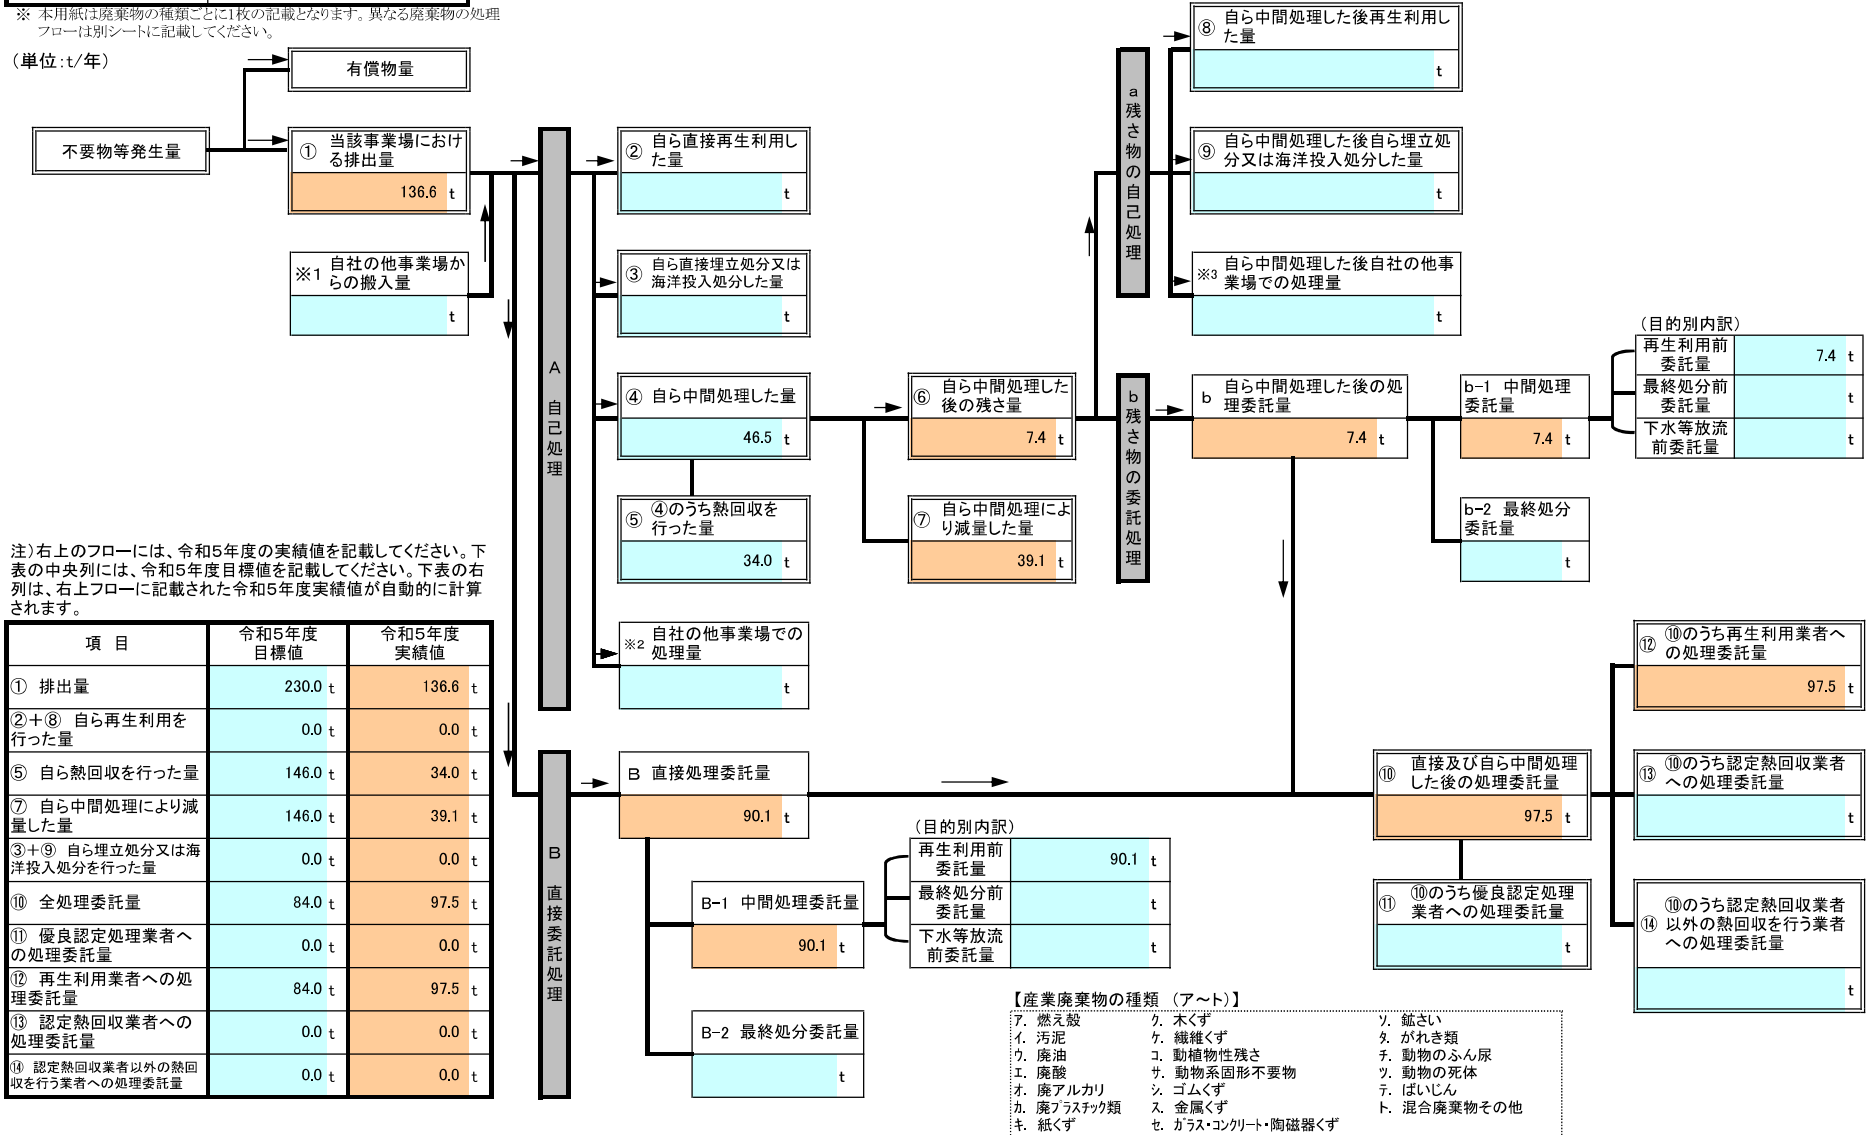 ※ 本用紙は廃棄物の種類ごとに1枚の記載となります。異なる廃棄物の処理
フローは別シートに記載してください。
(単位:t/年)
有償物量
不要物等発生量
① 当該事業場におけ
る排出量
136.6 t
※1 自社の他事業場か
らの搬入量
t
A 自己処理
② 自ら直接再生利用し
た量
t
③ 自ら直接埋立処分又は
海洋投入処分した量
t
④ 自ら中間処理した量
46.5 t
⑤ ④のうち熱回収を
行った量
34.0 t
※2 自社の他事業場での
処理量
t
⑥ 自ら中間処理した
後の残さ量
7.4 t
⑦ 自ら中間処理によ
り減量した量
39.1 t
a 残さ物の自己処理
⑧ 自ら中間処理した後再生利用し
た量
t
⑨ 自ら中間処理した後自ら埋立処
分又は海洋投入処分した量
t
※3 自ら中間処理した後自社の他事
業場での処理量
t
b 残さ物の委託処理
b 自ら中間処理した後の処
理委託量
7.4 t
b-1 中間処理
委託量
7.4 t
b-2 最終処分
委託量
t
(目的別内訳)
再生利用前
委託量
7.4 t
最終処分前
委託量
t
下水等放流
前委託量
t
注)右上のフローには、令和5年度の実績値を記載してください。下
表の中央列には、令和5年度目標値を記載してください。下表の右
列は、右上フローに記載された令和5年度実績値が自動的に計算
されます。
項 目 令和5年度
目標値 令和5年度
実績値
① 排出量 230.0 t 136.6 t
②+⑧ 自ら再生利用を
行った量 0.0 t 0.0 t
⑤ 自ら熱回収を行った量 146.0 t 34.0 t
⑦ 自ら中間処理により減
量した量 146.0 t 39.1 t
③+⑨ 自ら埋立処分又は海
洋投入処分を行った量 0.0 t 0.0 t
⑩ 全処理委託量 84.0 t 97.5 t
⑪ 優良認定処理業者へ
の処理委託量 0.0 t 0.0 t
⑫ 再生利用業者への処
理委託量 84.0 t 97.5 t
⑬ 認定熱回収業者への
処理委託量 0.0 t 0.0 t
⑭ 認定熱回収業者以外の熱回
収を行う業者への処理委託量 0.0 t 0.0 t
B 直接委託処理
B 直接処理委託量
90.1 t
B-1 中間処理委託量
90.1 t
B-2 最終処分委託量
t
(目的別内訳)
再生利用前
委託量
90.1 t
最終処分前
委託量
t
下水等放流
前委託量
t
⑩ 直接及び自ら中間処理
した後の処理委託量
97.5 t
⑪ ⑩のうち優良認定処理
業者への処理委託量
t
⑫ ⑩のうち再生利用業者へ
の処理委託量
97.5 t
⑬ ⑩のうち認定熱回収業者
への処理委託量
t
⑭ ⑩のうち認定熱回収業者
以外の熱回収を行う業者
への処理委託量
t
【産業廃棄物の種類 (ア～ト)】
ア. 燃え殻 ク. 木くず ソ. 鉱さい
イ. 汚泥 ケ. 繊維くず タ. がれき類
ウ. 廃油 コ. 動植物性残さ チ. 動物のふん尿
エ. 廃酸 サ. 動物系固形不要物 ツ. 動物の死体
オ. 廃アルカリ シ. ゴムくず テ. ばいじん
カ. 廃プラスチック類 ス. 金属くず ト. 混合廃棄物その他
キ. 紙くず セ. ガラス・コンクリート・陶磁器くず